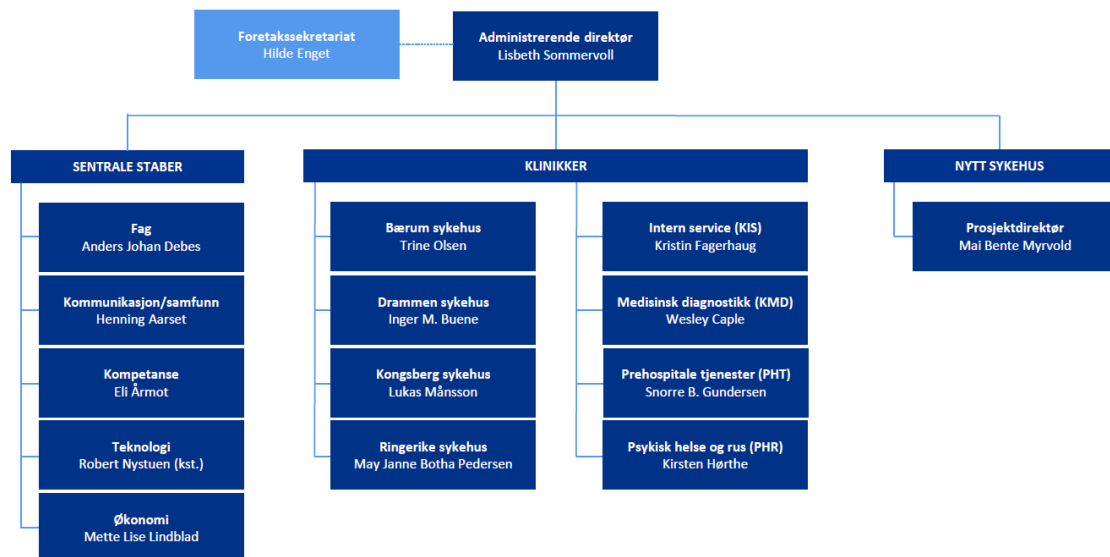 Foretakssekretariat
Hilde Enget
Administrerende direktør
Lisbeth Sommervoll
SENTRALE STABER
Fag
Anders Johan Debes
Kommunikasjon/samfunn
Henning Aarset
Kompetanse
Eli Årmot
Teknologi
Robert Nystuen (kst.)
Økonomi
Mette Lise Lindblad
KLINIKKER
Bærum sykehus
Trine Olsen
Drammen sykehus
Inger M. Buene
Kongsberg sykehus
Lukas Månsson
Ringerike sykehus
May Janne Botha Pedersen
Intern service (KIS)
Kristin Fagerhaug
Medisinsk diagnostikk (KMD)
Wesley Caple
Prehospitale tjenester (PHT)
Snorre B. Gundersen
Psykisk helse og rus (PHR)
Kirsten Hørthe
NYTT SYKEHUS
Prosjektdirektør
Mai Bente Myrvold